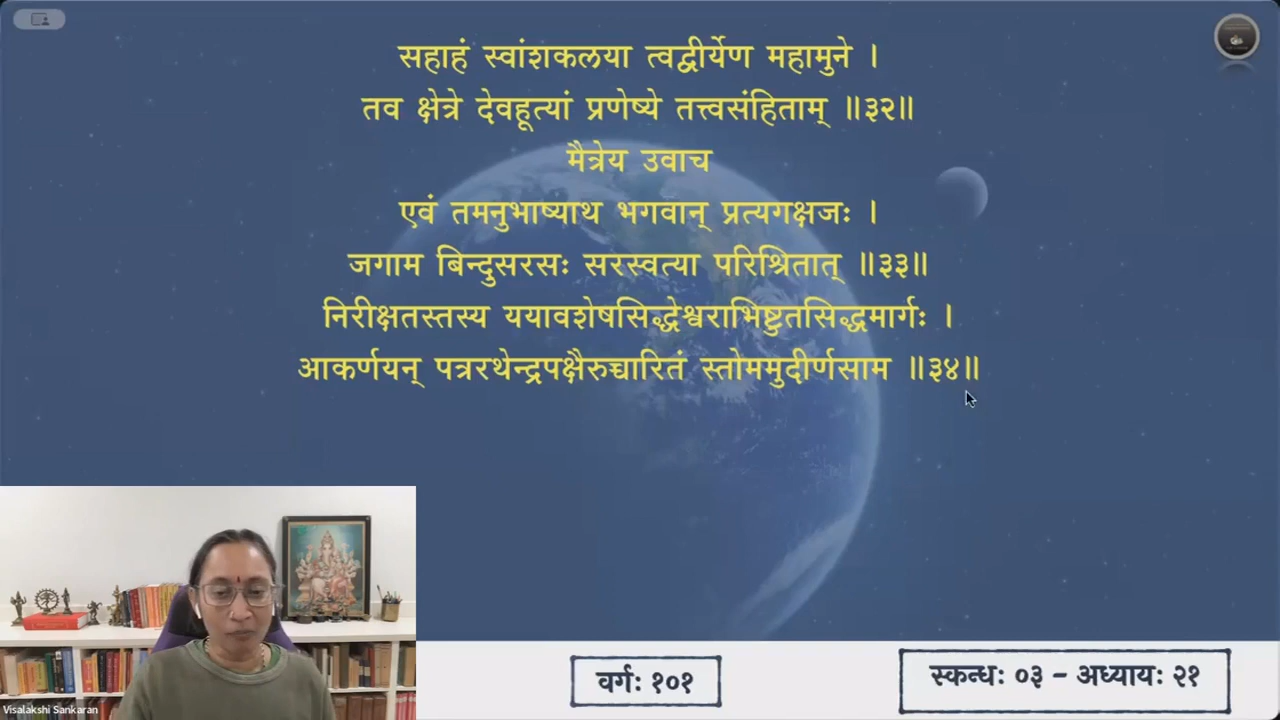 सहाहं स्वांशकलया त्वद्वीर्येण महामुने ।
तव क्षेत्रे देवहूत्यां प्रणेष्ये तत्त्वसंहिताम् ॥३२॥
मैत्रेय उवाच
एवं तमनुभाष्याथ भगवान् प्रत्यगक्षजः ।
जगाम बिन्दुसरसः सरस्वत्या परिश्रितात् ॥३३॥
निरीक्षतस्तस्य ययावशेषसिद्धेश्वराभिष्टुतसिद्धमार्गः ।
आकर्णयन् पत्ररथेन्द्रपक्षैरुच्चारितं स्तोममुदीर्णसाम ॥३४॥
Visalakshi Sankaran
वर्गः १०१
स्कन्धः ०३ - अध्यायः २१